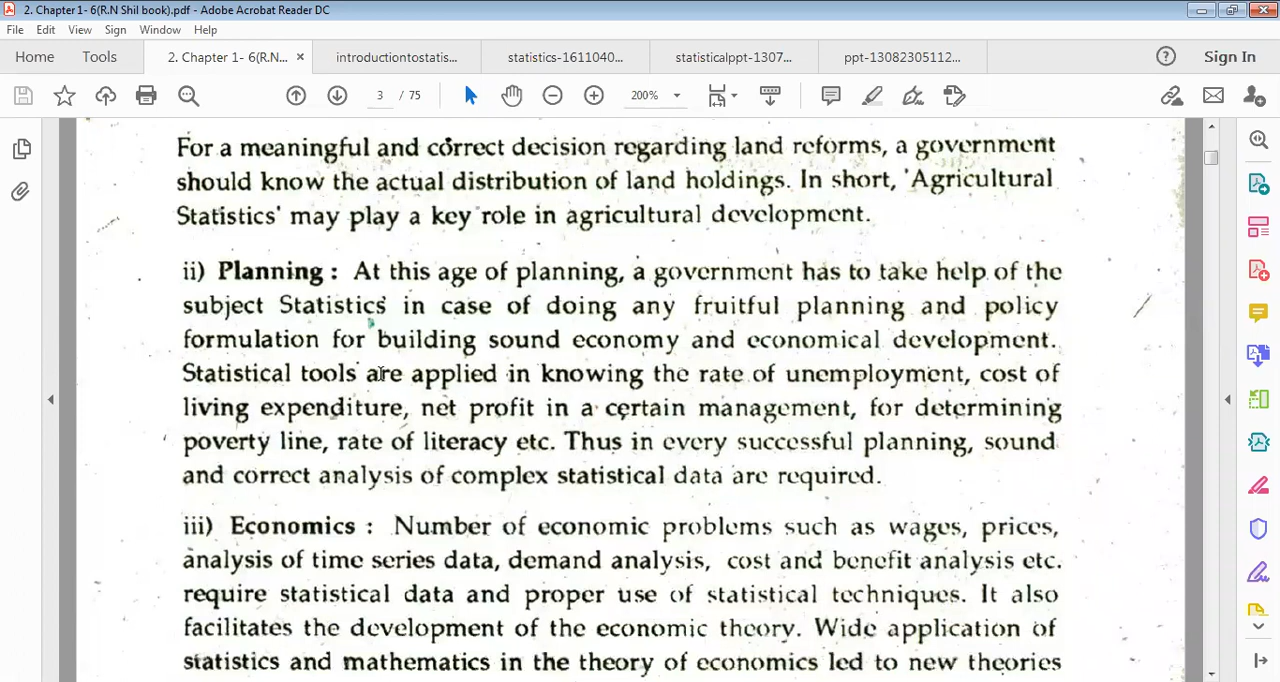 2. Chapter 1- 6(R.N Shil book).pdf - Adobe Acrobat Reader DC
File Edit View Sign Window Help
Home Tools 2. Chapter 1- 6(R.N... × introductiontostatis... statistics-1611040... statisticalppt-1307... ppt-13082305112... Sign In
3 / 75 200%
For a meaningful and correct decision regarding land reforms, a government
should know the actual distribution of land holdings. In short, 'Agricultural
Statistics' may play a key role in agricultural development.
ii) Planning : At this age of planning, a government has to take help of the
subject Statistics in case of doing any fruitful planning and policy
formulation for building sound economy and economical development.
Statistical tools are applied in knowing the rate of unemployment, cost of
living expenditure, net profit in a certain management, for determining
poverty line, rate of literacy etc. Thus in every successful planning, sound
and correct analysis of complex statistical data are required.
iii) Economics : Number of economic problems such as wages, prices,
analysis of time series data, demand analysis, cost and benefit analysis etc.
require statistical data and proper use of statistical techniques. It also
facilitates the development of the economic theory. Wide application of
statistics and mathematics in the theory of economics led to new theories